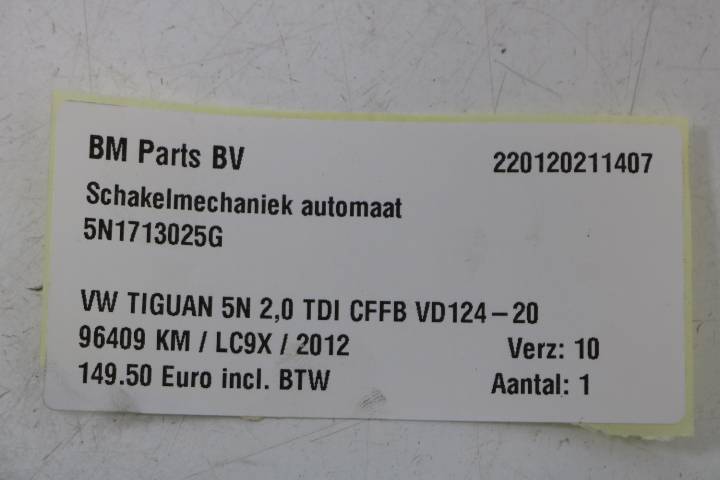 BM Parts BV 220120211407
Schakelmechaniek automaat
5N1713025G
VW TIGUAN 5N 2,0 TDI CFFB VD124-20
96409 KM / LC9X / 2012 Verz: 10
149.50 Euro incl. BTW Aantal: 1